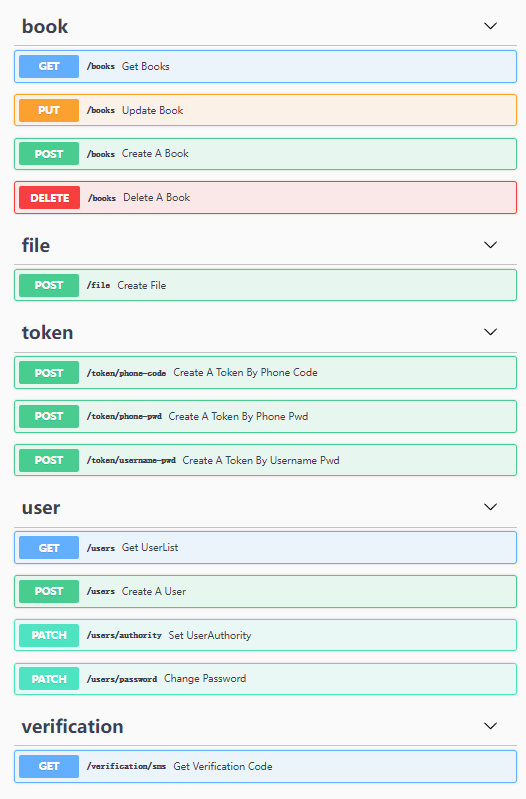 book
GET /books Get Books
PUT /books Update Book
POST /books Create A Book
DELETE /books Delete A Book
file
POST /file Create File
token
POST /token/phone-code Create A Token By Phone Code
POST /token/phone-pwd Create A Token By Phone Pwd
POST /token/username-pwd Create A Token By Username Pwd
user
GET /users Get UserList
POST /users Create A User
PATCH /users/authority Set UserAuthority
PATCH /users/password Change Password
verification
GET /verification/sms Get Verification Code